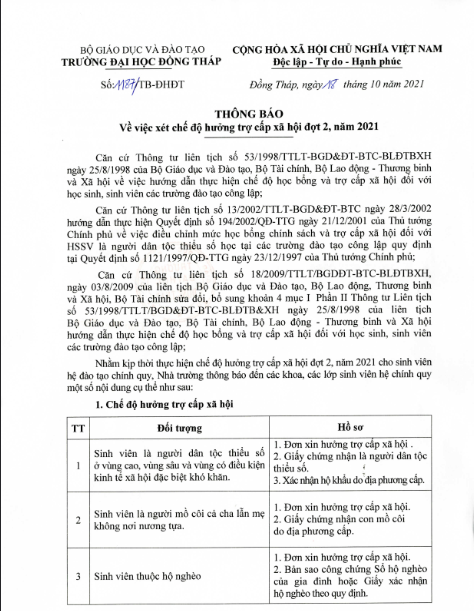 BỘ GIÁO DỤC VÀ ĐÀO TẠO
TRƯỜNG ĐẠI HỌC ĐỒNG THÁP
Số: 1187/TB-ĐHĐT
CỘNG HÒA XÃ HỘI CHỦ NGHĨA VIỆT NAM
Độc lập - Tự do - Hạnh phúc
Đồng Tháp, ngày 18 tháng 10 năm 2021
THÔNG BÁO
Về việc xét chế độ hưởng trợ cấp xã hội đợt 2, năm 2021
Căn cứ Thông tư liên tịch số 53/1998/TTLT-BGD&ĐT-BTC-BLĐTBXH
ngày 25/8/1998 của Bộ Giáo dục và Đào tạo, Bộ Tài chính, Bộ Lao động - Thương binh
và Xã hội về việc hướng dẫn thực hiện chế độ học bổng và trợ cấp xã hội đối với
học sinh, sinh viên các trường đào tạo công lập;
Căn cứ Thông tư liên tịch số 13/2002/TTLT-BGD&ĐT-BTC ngày 28/3/2002
hướng dẫn thực hiện Quyết định số 194/2002/QĐ-TTG ngày 21/12/2001 của Thủ tướng
Chính phủ về việc điều chỉnh mức học bổng chính sách và trợ cấp xã hội đối với
HSSV là người dân tộc thiểu số học tại các trường đào tạo công lập quy định
tại Quyết định số 1121/1997/QĐ-TTG ngày 23/12/1997 của Thủ tướng Chính phủ;
Căn cứ Thông tư liên tịch số 18/2009/TTLT/BGDĐT-BTC-BLĐTBXH,
ngày 03/8/2009 của liên tịch Bộ Giáo dục và Đào tạo, Bộ Lao động, Thương binh
và Xã hội, Bộ Tài chính sửa đổi, bổ sung khoản 4 mục I Phần II Thông tư Liên tịch
số 53/1998/TTLT/BGD&ĐT-BTC-BLĐTB&XH ngày 25/8/1998 của liên tịch
Bộ Giáo dục và Đào tạo, Bộ Tài chính, Bộ Lao động - Thương binh và Xã hội
hướng dẫn thực hiện chế độ học bổng và trợ cấp xã hội đối với học sinh, sinh viên
các trường đào tạo công lập;
Nhằm kịp thời thực hiện chế độ hưởng trợ cấp xã hội đợt 2, năm 2021 cho sinh viên
hệ đào tạo chính quy, Nhà trường thông báo đến các khoa, các lớp sinh viên hệ chính quy
một số nội dung cụ thể như sau:
1. Chế độ hưởng trợ cấp xã hội
TT
Đối tượng
Hồ sơ
1
Sinh viên là người dân tộc thiểu số
ở vùng cao, vùng sâu và vùng có điều kiện
kinh tế xã hội đặc biệt khó khăn.
1. Đơn xin hưởng trợ cấp xã hội .
2. Giấy chứng nhận là người dân tộc
thiểu số.
3. Xác nhận hộ khẩu do địa phương cấp.
2
Sinh viên là người mồ côi cả cha lẫn mẹ
không nơi nương tựa.
1. Đơn xin hưởng trợ cấp xã hội.
2. Giấy chứng nhận con mồ côi
do địa phương cấp.
3
Sinh viên thuộc hộ nghèo
1. Đơn xin hưởng trợ cấp xã hội.
2. Bản sao công chứng Sổ hộ nghèo
của gia đình hoặc Giấy xác nhận
hộ nghèo theo quy định.